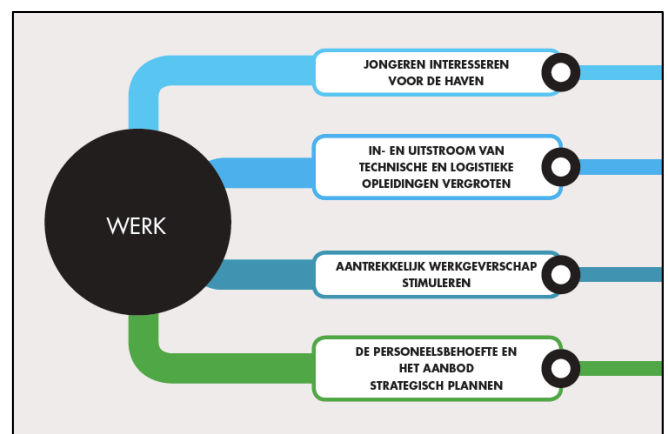 WERK
JONGEREN INTERESSEREN
VOOR DE HAVEN
IN- EN UITSTROOM VAN
TECHNISCHE EN LOGISTIEKE
OPLEIDINGEN VERGROTEN
AANTREKKELIJK WERKGEVERSCHAP
STIMULEREN
DE PERSONEELSBEHOEFTE EN
HET AANBOD
STRATEGISCH PLANNEN